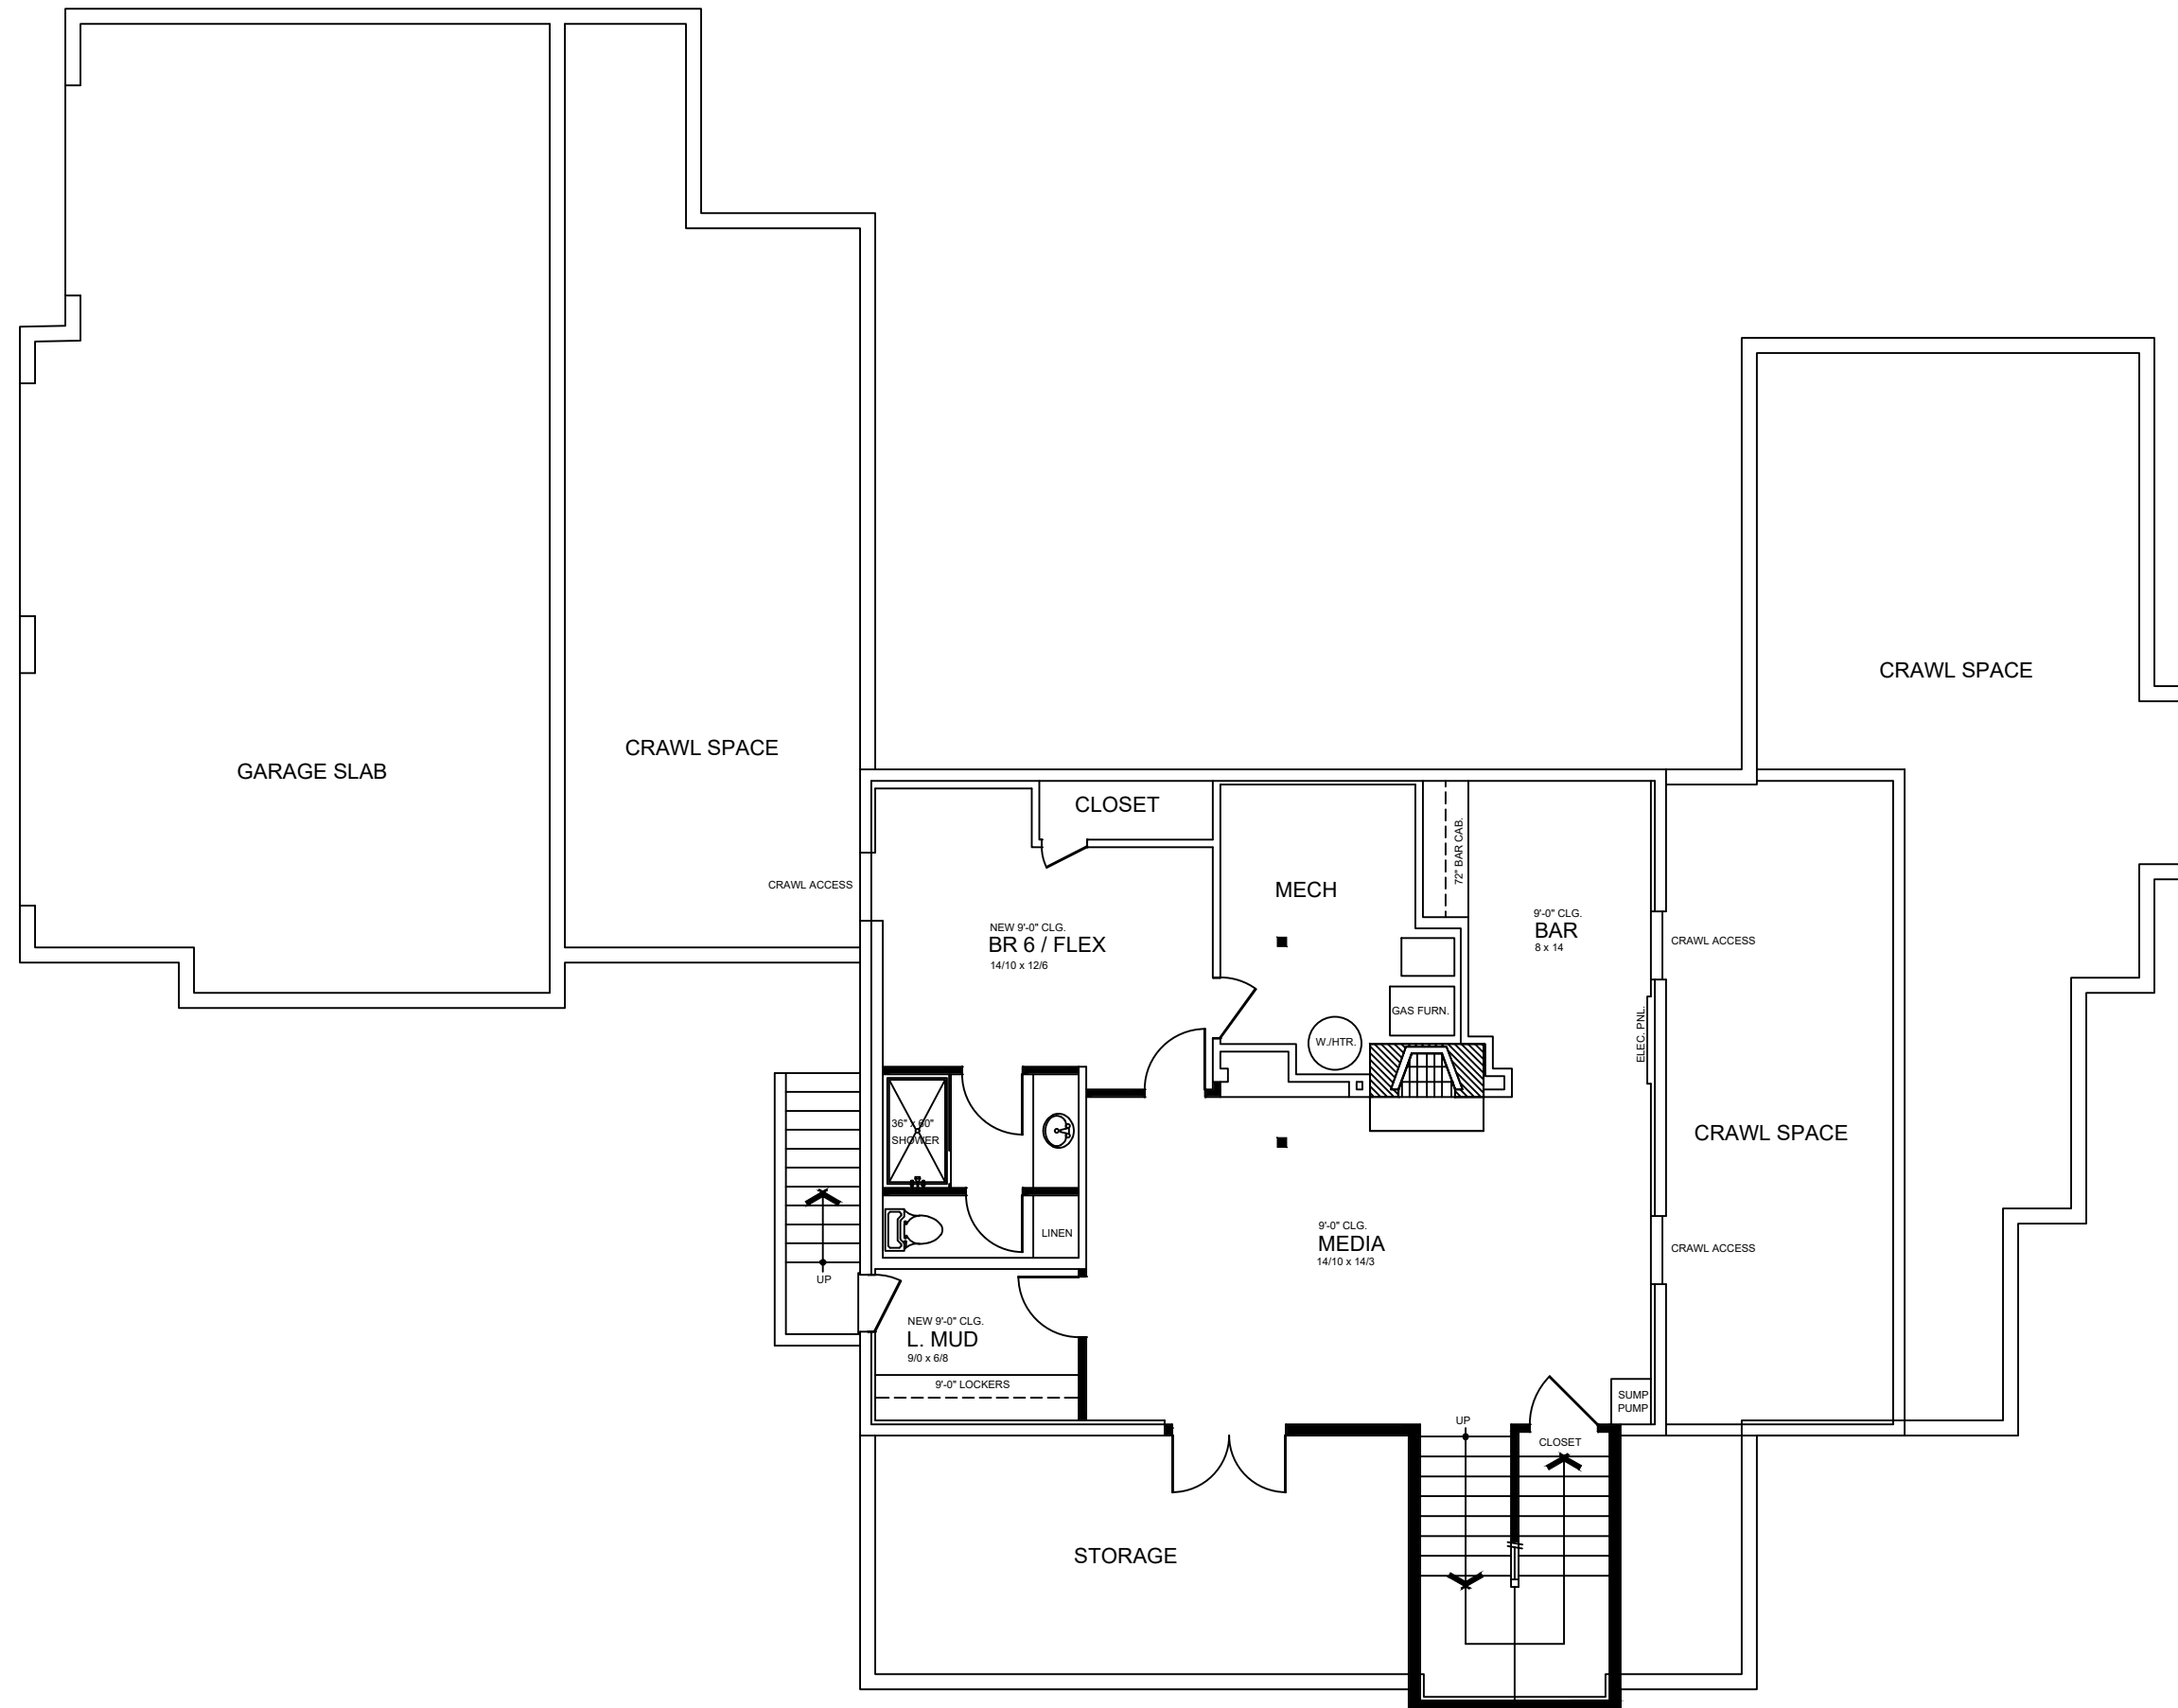 CRAWL SPACE
CRAWL SPACE
GARAGE SLAB
CLOSET
72" BAR CAB.
CRAWL ACCESS
MECH
9'-0" CLG.
BAR
8 x 14
NEW 9'-0" CLG.
BR 6 / FLEX
14/10 x 12/6
CRAWL ACCESS
GAS FURN.
ELEC. PNL.
W./HTR.
36" x 60"
SHOWER
CRAWL SPACE
LINEN
9'-0" CLG.
MEDIA
14/10 x 14/3
CRAWL ACCESS
UP
NEW 9'-0" CLG.
L. MUD
9/0 x 6/8
9'-0" LOCKERS
SUMP
PUMP
UP
CLOSET
STORAGE